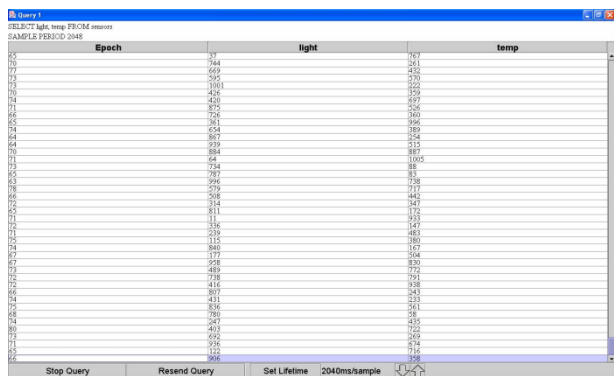 Query 1
SELECT light, temp FROM sensors
SAMPLE PERIOD 2048
Epoch light temp
65 37 767
70 744 261
77 669 432
73 595 570
73 1001 222
70 426 359
74 420 697
71 875 526
66 726 360
65 361 996
74 654 389
64 867 254
64 939 515
70 884 887
71 64 1005
73 734 88
65 787 83
63 996 738
78 579 717
66 508 442
72 314 347
65 811 172
71 11 933
72 336 147
71 239 483
75 115 380
74 840 167
67 177 504
67 958 830
73 489 772
72 738 791
72 416 938
66 807 243
74 431 233
75 836 561
68 780 58
74 247 435
80 403 722
73 692 269
71 936 674
65 122 716
66 906 358
Stop Query Resend Query Set Lifetime 2040ms/sample